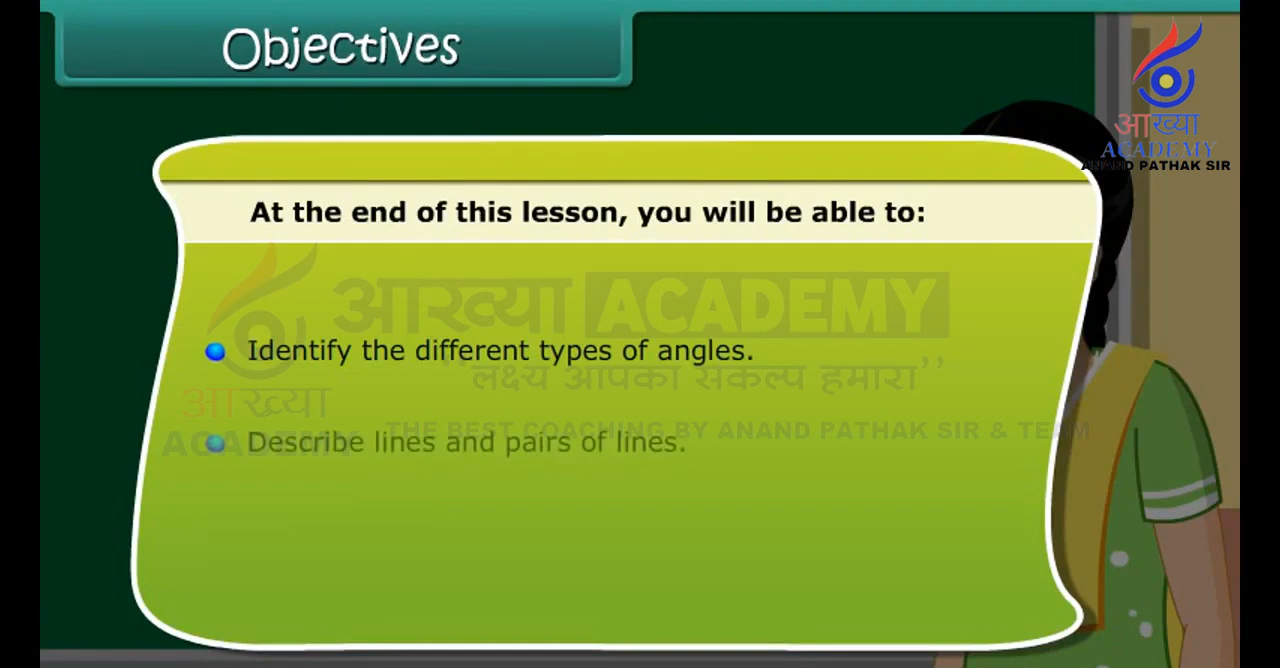 Objectives
आख्या
ACADEMY
ANAND PATHAK SIR
At the end of this lesson, you will be able to:
आख्या ACADEMY
Identify the different types of angles.
‘‘लक्ष्य आपका संकल्प हमारा’’
आख्या
ACADEMY
THE BEST COACHING BY ANAND PATHAK SIR & TEAM
Describe lines and pairs of lines.